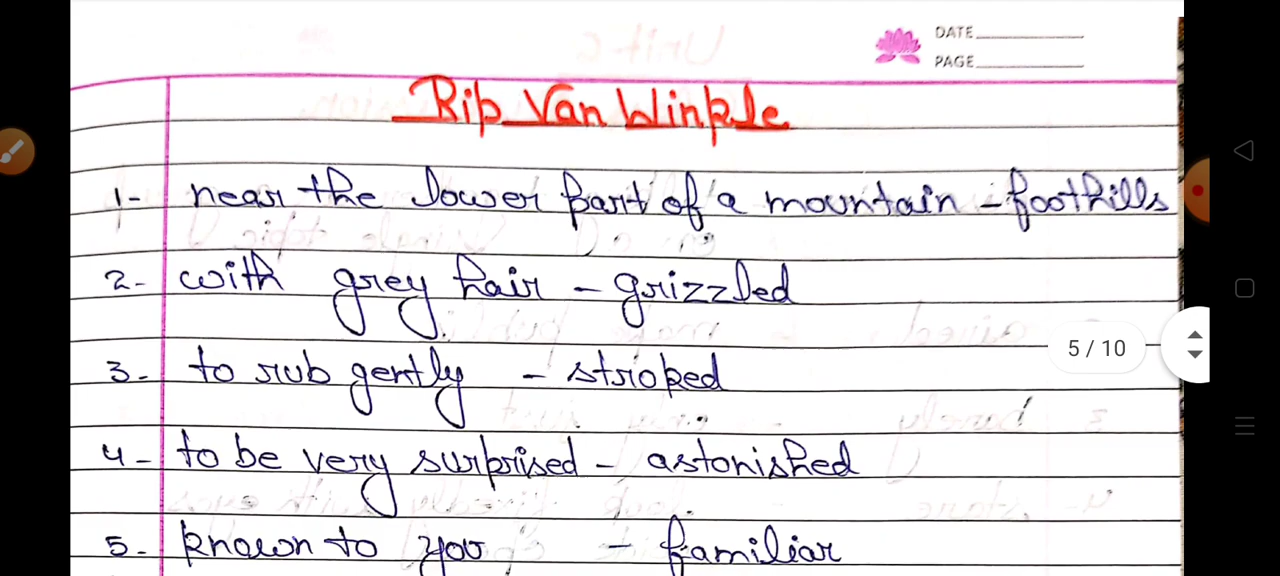 DATE
PAGE
Rip Van Winkle
1- near the lower part of a mountain - foothills
2- with grey hair - grizzled
3- to rub gently - stroked
4- to be very surprised - astonished
5- known to you - familiar
5 / 10